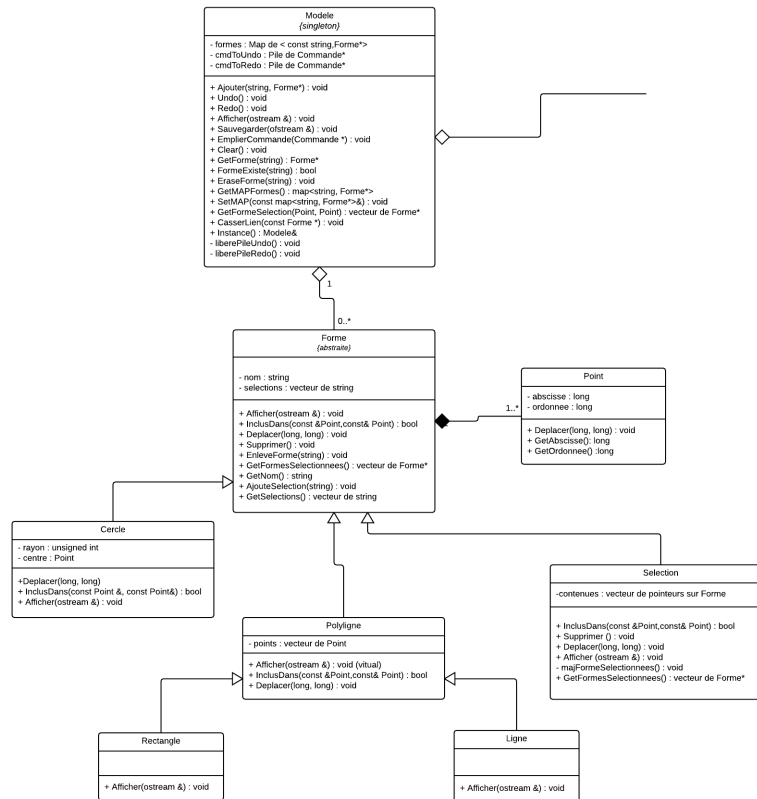 Modele
{singleton}
- formes : Map de < const string,Forme*>
- cmdToUndo : Pile de Commande*
- cmdToRedo : Pile de Commande*
+ Ajouter(string, Forme*) : void
+ Undo() : void
+ Redo() : void
+ Afficher(ostream &) : void
+ Sauvegarder(ofstream &) : void
+ EmplierCommande(Commande *) : void
+ Clear() : void
+ GetForme(string) : Forme*
+ FormeExiste(string) : bool
+ EraseForme(string) : void
+ GetMAPFormes() : map<string, Forme*>
+ SetMAP(const map<string, Forme*>&) : void
+ GetFormeSelection(Point, Point) : vecteur de Forme*
+ CasserLien(const Forme *) : void
+ Instance() : Modele&
- liberePileUndo() : void
- liberePileRedo() : void
1
0..*
Forme
{abstraite}
- nom : string
- selections : vecteur de string
+ Afficher(ostream &) : void
+ InclusDans(const &Point,const& Point) : bool
+ Deplacer(long, long) : void
+ Supprimer() : void
+ EnleveForme(string) : void
+ GetFormesSelectionnees() : vecteur de Forme*
+ GetNom() : string
+ AjouteSelection(string) : void
+ GetSelections() : vecteur de string
1..*
Point
- abscisse : long
- ordonnee : long
+ Deplacer(long, long) : void
+ GetAbscisse(): long
+ GetOrdonnee() :long
Cercle
- rayon : unsigned int
- centre : Point
+Deplacer(long, long)
+ InclusDans(const Point &, const Point&) : bool
+ Afficher(ostream &) : void
Selection
-contenues : vecteur de pointeurs sur Forme
+ InclusDans(const &Point,const& Point) : bool
+ Supprimer () : void
+ Deplacer(long, long) : void
+ Afficher (ostream &) : void
- majFormeSelectionnees() : void
+ GetFormesSelectionnees() : vecteur de Forme*
Polyligne
- points : vecteur de Point
+ Afficher(ostream &) : void (vitual)
+ InclusDans(const &Point,const& Point) : bool
+ Deplacer(long, long) : void
Rectangle
+ Afficher(ostream &) : void
Ligne
+ Afficher(ostream &) : void